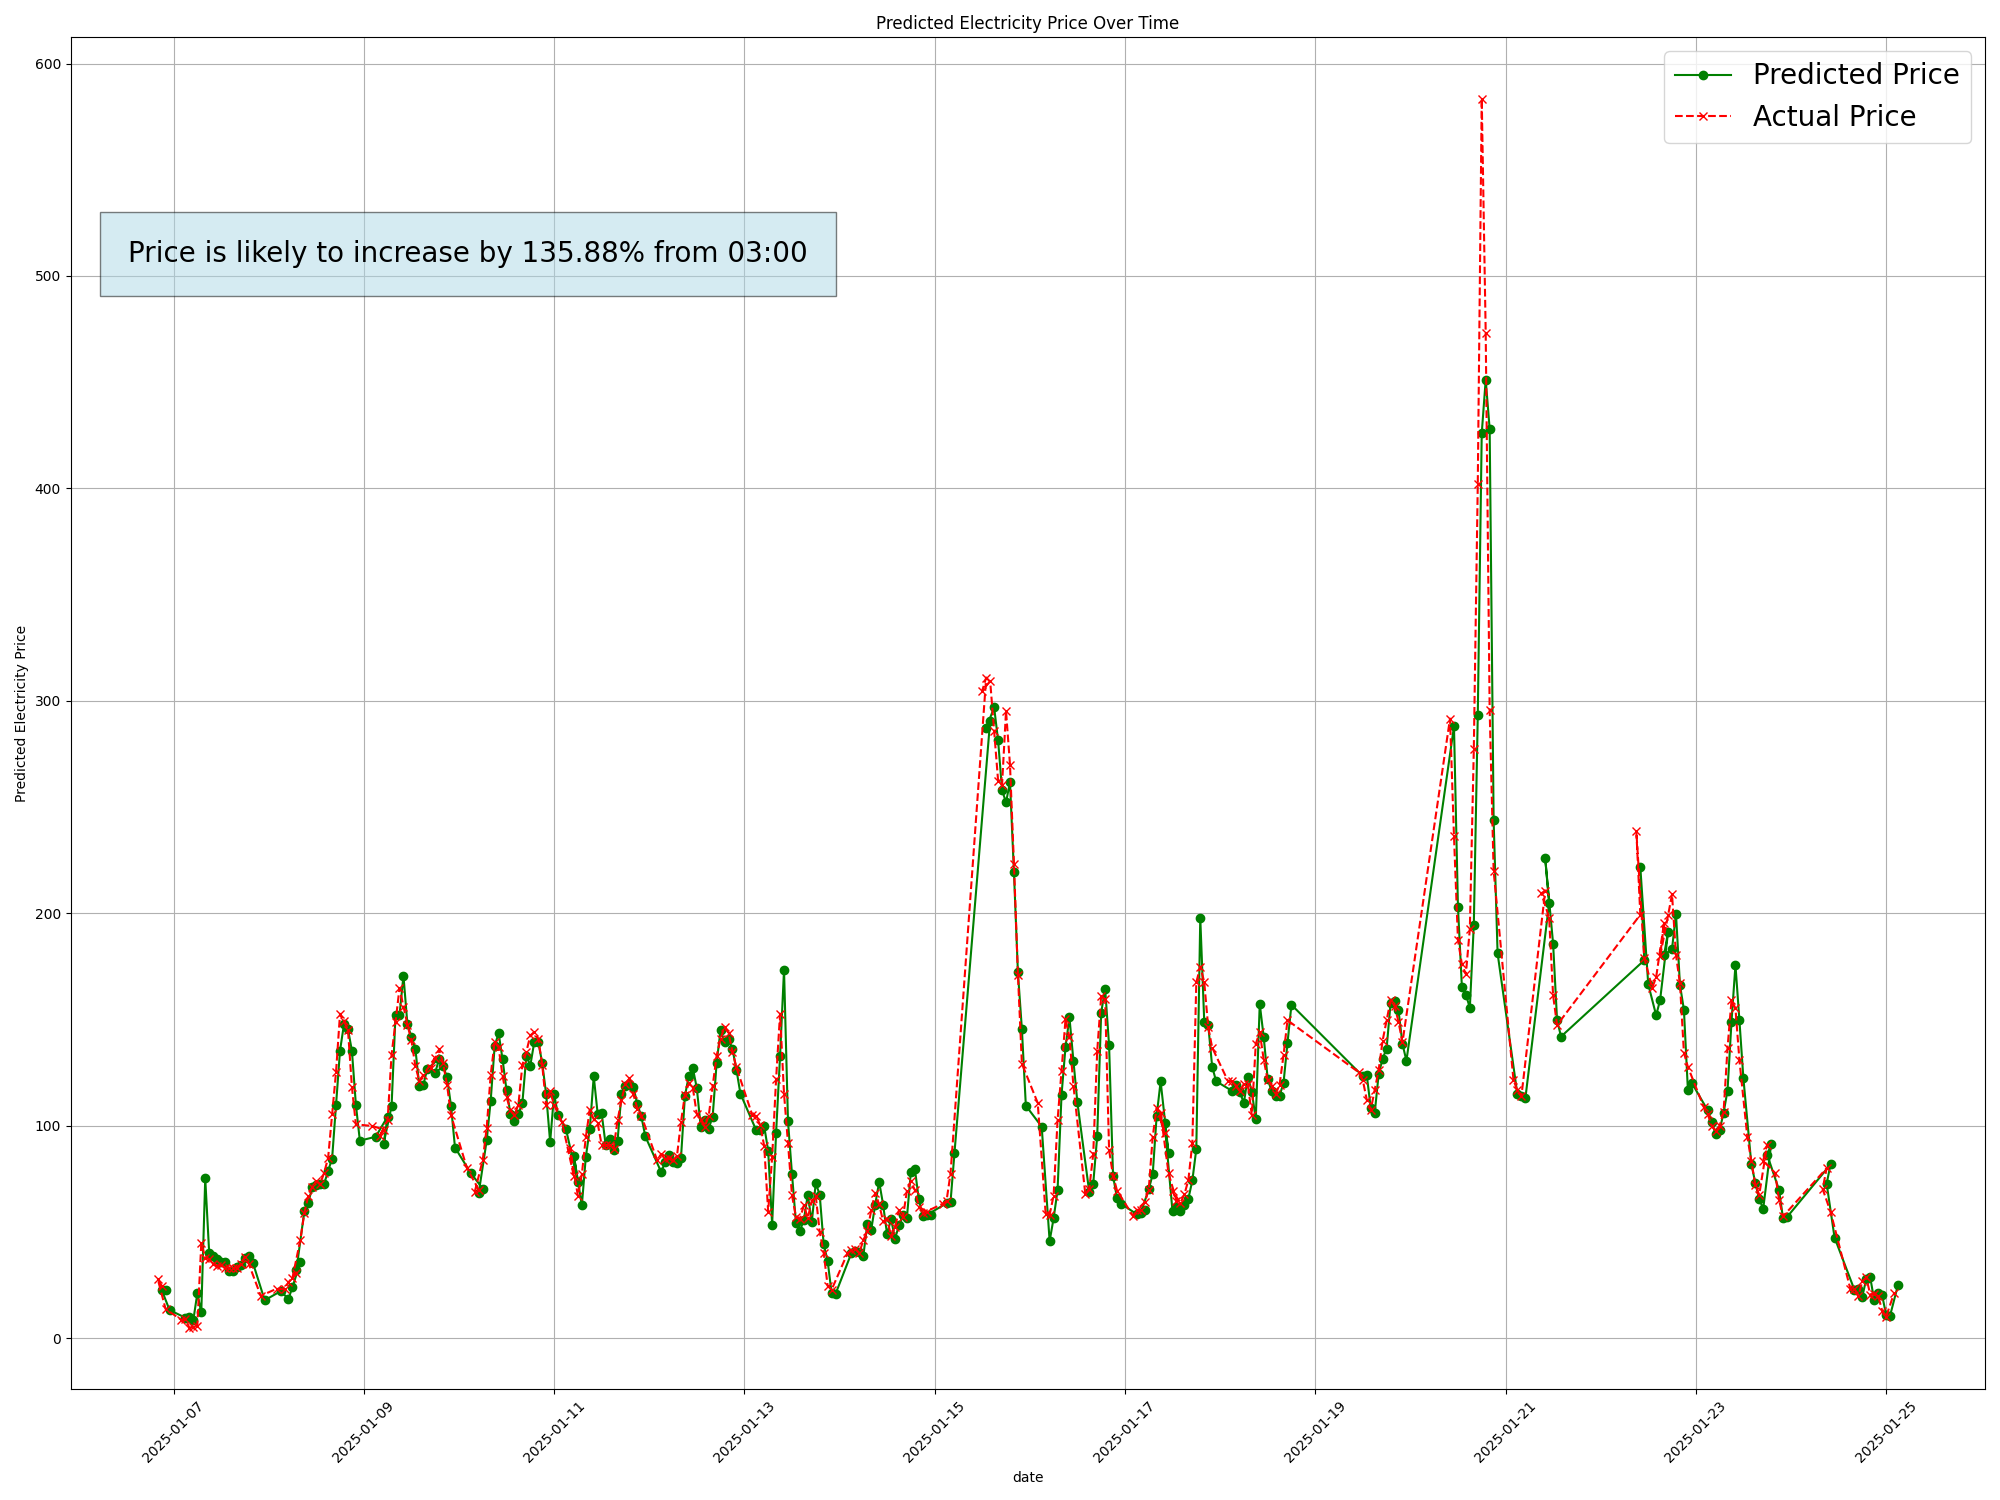 Predicted Electricity Price Over Time
Predicted Price
Actual Price
Price is likely to increase by 135.88% from 03:00
Predicted Electricity Price
600
500
400
300
200
100
0
2025-01-07
2025-01-09
2025-01-11
2025-01-13
2025-01-15
2025-01-17
2025-01-19
2025-01-21
2025-01-23
2025-01-25
date